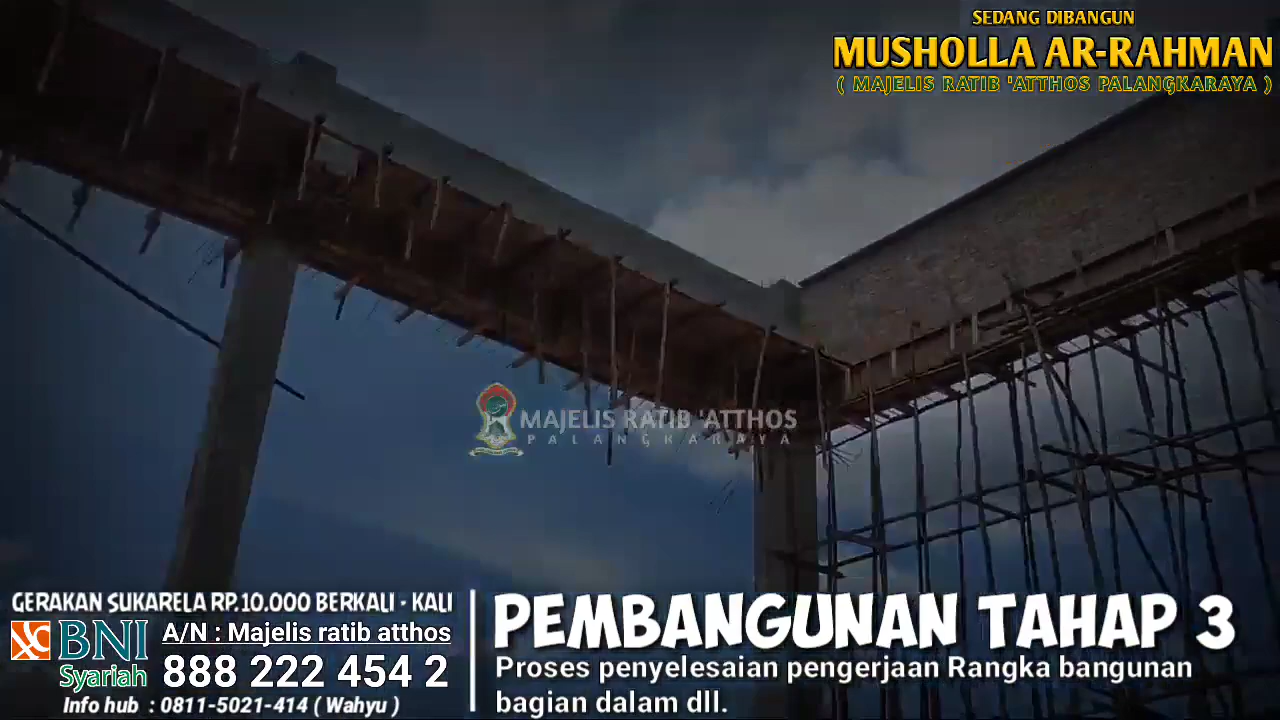 SEDANG DIBANGUN
MUSHOLLA AR-RAHMAN
( MAJELIS RATIB 'ATTHOS PALANGKARAYA )
MAJELIS RATIB 'ATTHOS
PALANGKARAYA
GERAKAN SUKARELA RP.10.000 BERKALI - KALI
BNI
Syariah
A/N : Majelis ratib atthos
888 222 454 2
Info hub : 0811-5021-414 ( Wahyu )
PEMBANGUNAN TAHAP 3
Proses penyelesaian pengerjaan Rangka bangunan
bagian dalam dll.